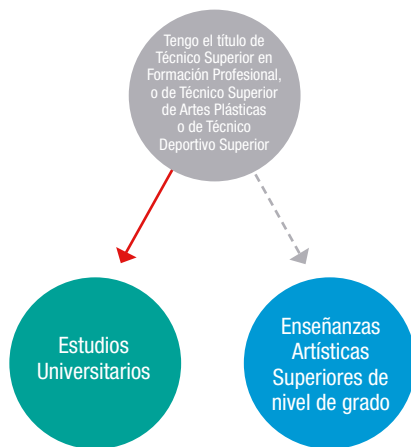 Tengo el título de
Técnico Superior en
Formación Profesional,
o de Técnico Superior
de Artes Plásticas
o de Técnico
Deportivo Superior
Estudios
Universitarios
Enseñanzas
Artísticas
Superiores de
nivel de grado